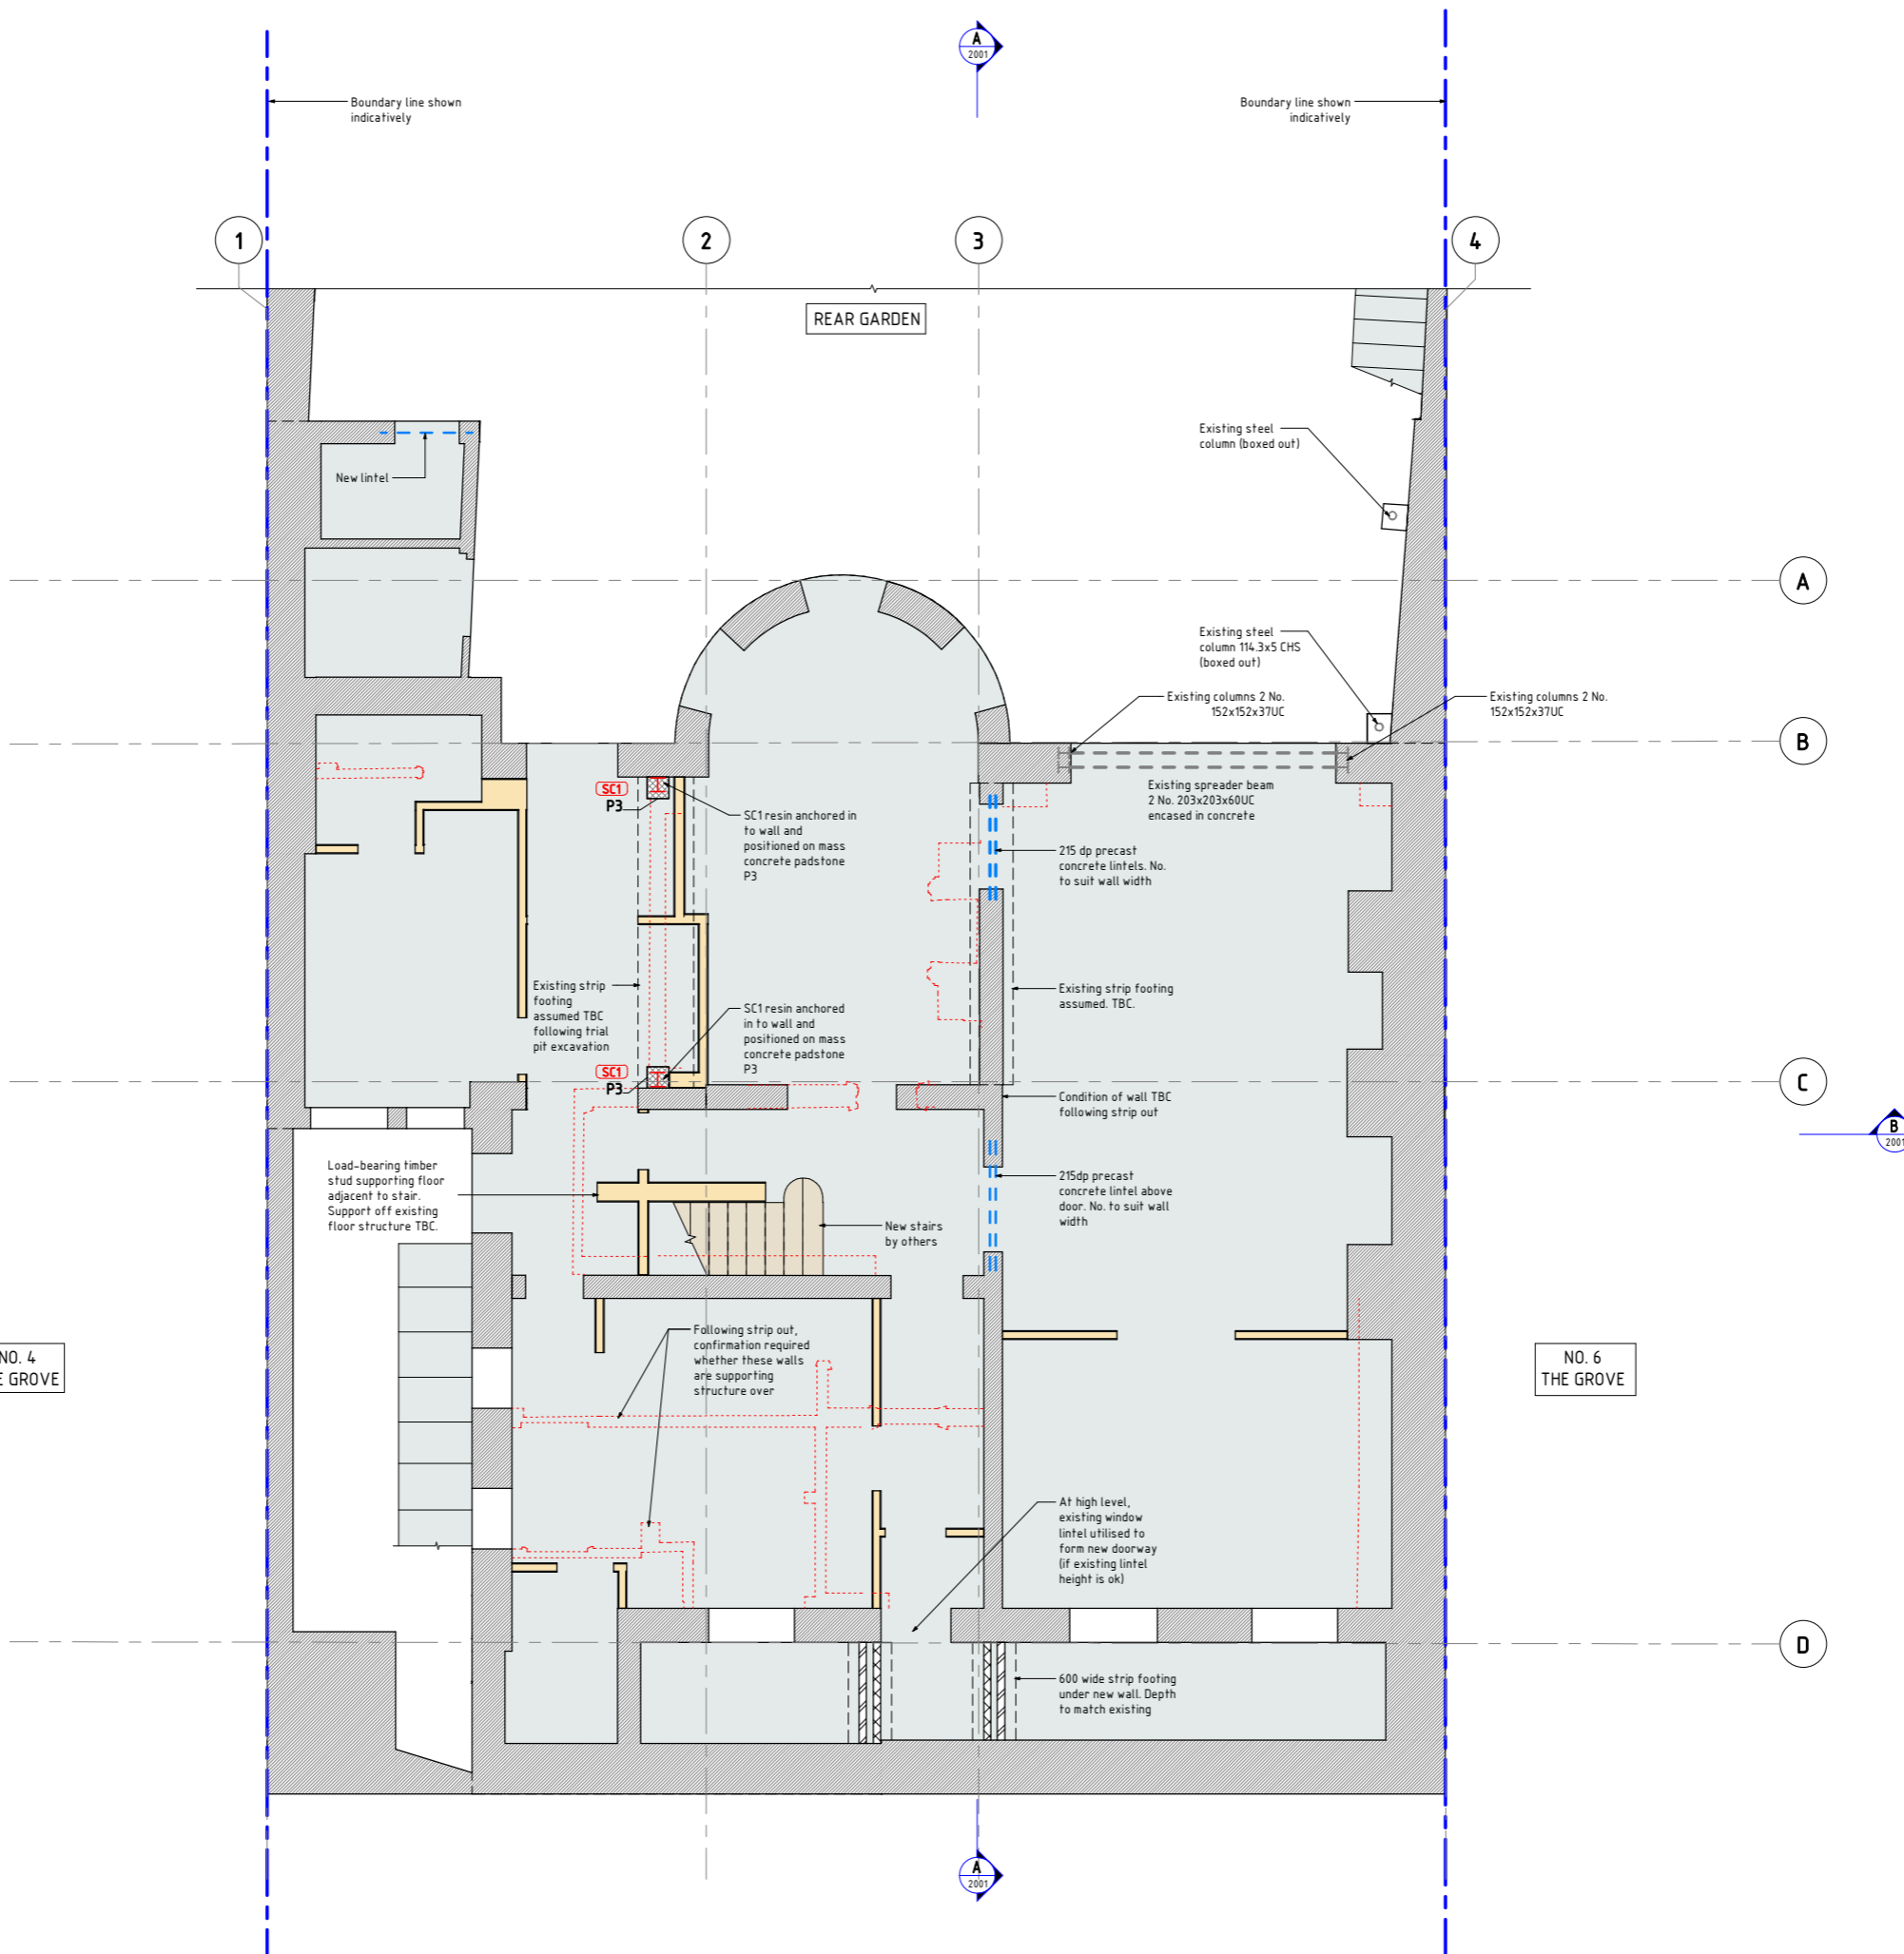 A
2001
Boundary line shown
indicatively
Boundary line shown
indicatively
1
2
3
4
REAR GARDEN
Existing steel
column (boxed out)
New lintel
A
Existing steel
column 114.3x5 CHS
(boxed out)
Existing columns 2 No.
152x152x37UC
Existing columns 2 No.
152x152x37UC
B
SC1
P3
Existing spreader beam
2 No. 203x203x60UC
encased in concrete
SC1 resin anchored in
to wall and
positioned on mass
concrete padstone
P3
215 dp precast
concrete lintels. No.
to suit wall width
Existing strip
footing
assumed TBC
following trial
pit excavation
Existing strip footing
assumed. TBC.
SC1 resin anchored
in to wall and
positioned on mass
concrete padstone
P3
SC1
P3
C
Condition of wall TBC
following strip out
B
2001
Load-bearing timber
stud supporting floor
adjacent to stair.
Support off existing
floor structure TBC.
215dp precast
concrete lintel above
door. No. to suit wall
width
New stairs
by others
Following strip out,
confirmation required
whether these walls
are supporting
structure over
NO. 4
E GROVE
NO. 6
THE GROVE
At high level,
existing window
lintel utilised to
form new doorway
(if existing lintel
height is ok)
D
600 wide strip footing
under new wall. Depth
to match existing
A
2001